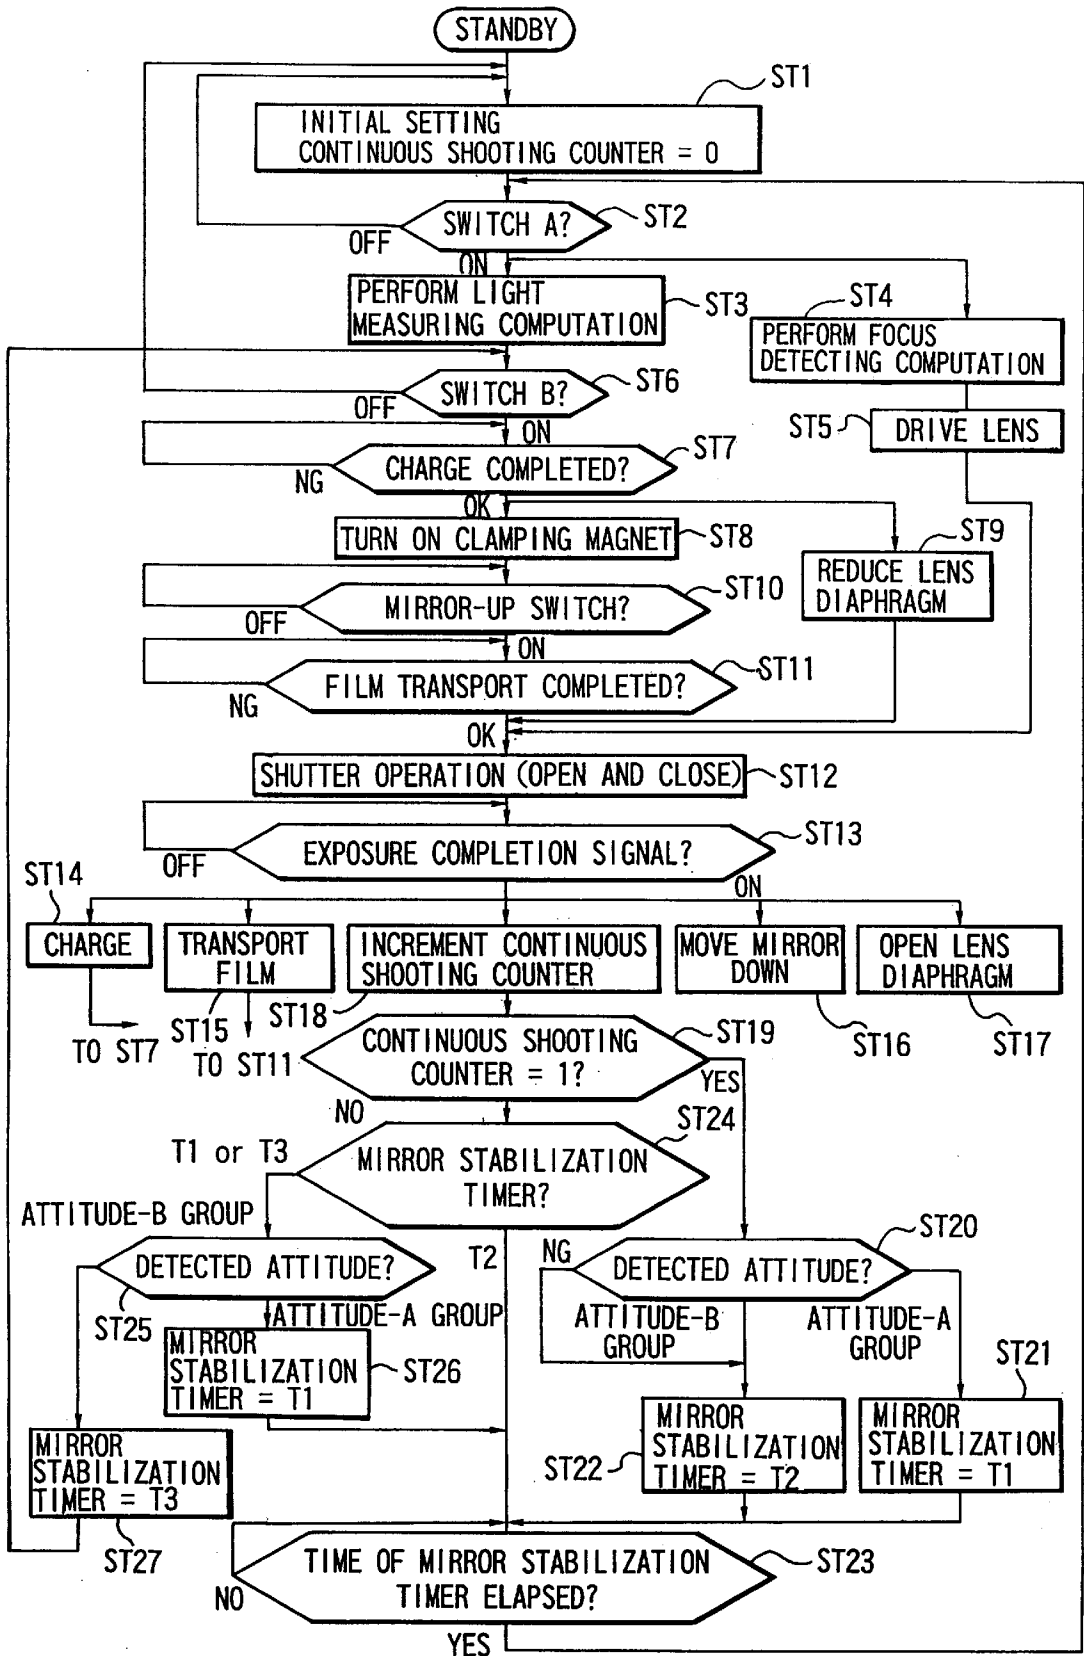 STANDBY
ST1
INITIAL SETTING
CONTINUOUS SHOOTING COUNTER = 0
SWITCH A?
ST2
OFF
ON
PERFORM LIGHT
MEASURING COMPUTATION
ST3
ST4
PERFORM FOCUS
DETECTING COMPUTATION
SWITCH B?
ST6
OFF
ON
ST5
DRIVE LENS
CHARGE COMPLETED?
ST7
NG
OK
TURN ON CLAMPING MAGNET
ST8
ST9
REDUCE LENS
DIAPHRAGM
MIRROR-UP SWITCH?
ST10
OFF
ON
FILM TRANSPORT COMPLETED?
ST11
NG
OK
SHUTTER OPERATION (OPEN AND CLOSE)
ST12
EXPOSURE COMPLETION SIGNAL?
ST13
OFF
ON
ST14
CHARGE
TRANSPORT
FILM
INCREMENT CONTINUOUS
SHOOTING COUNTER
MOVE MIRROR
DOWN
OPEN LENS
DIAPHRAGM
ST15
ST18
ST16
ST17
TO ST7
TO ST11
CONTINUOUS SHOOTING
COUNTER = 1?
ST19
YES
NO
ST24
T1 or T3
MIRROR STABILIZATION
TIMER?
ATTITUDE-B GROUP
T2
DETECTED ATTITUDE?
ST25
ATTITUDE-A GROUP
NG
DETECTED ATTITUDE?
ST20
ATTITUDE-B
GROUP
ATTITUDE-A
GROUP
MIRROR
STABILIZATION
TIMER = T1
ST26
ST21
MIRROR
STABILIZATION
TIMER = T3
ST27
ST22
MIRROR
STABILIZATION
TIMER = T2
MIRROR
STABILIZATION
TIMER = T1
TIME OF MIRROR STABILIZATION
TIMER ELAPSED?
ST23
NO
YES